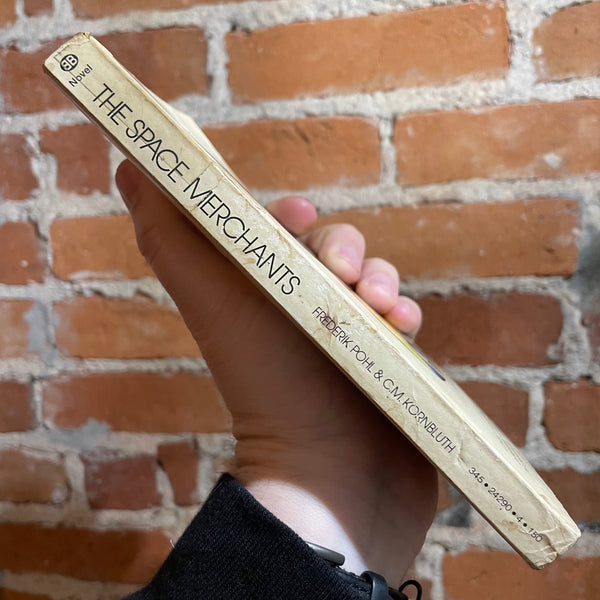 BB
Novel
THE SPACE MERCHANTS
FREDERIK POHL & C.M. KORNBLUTH
345•24290•4•150